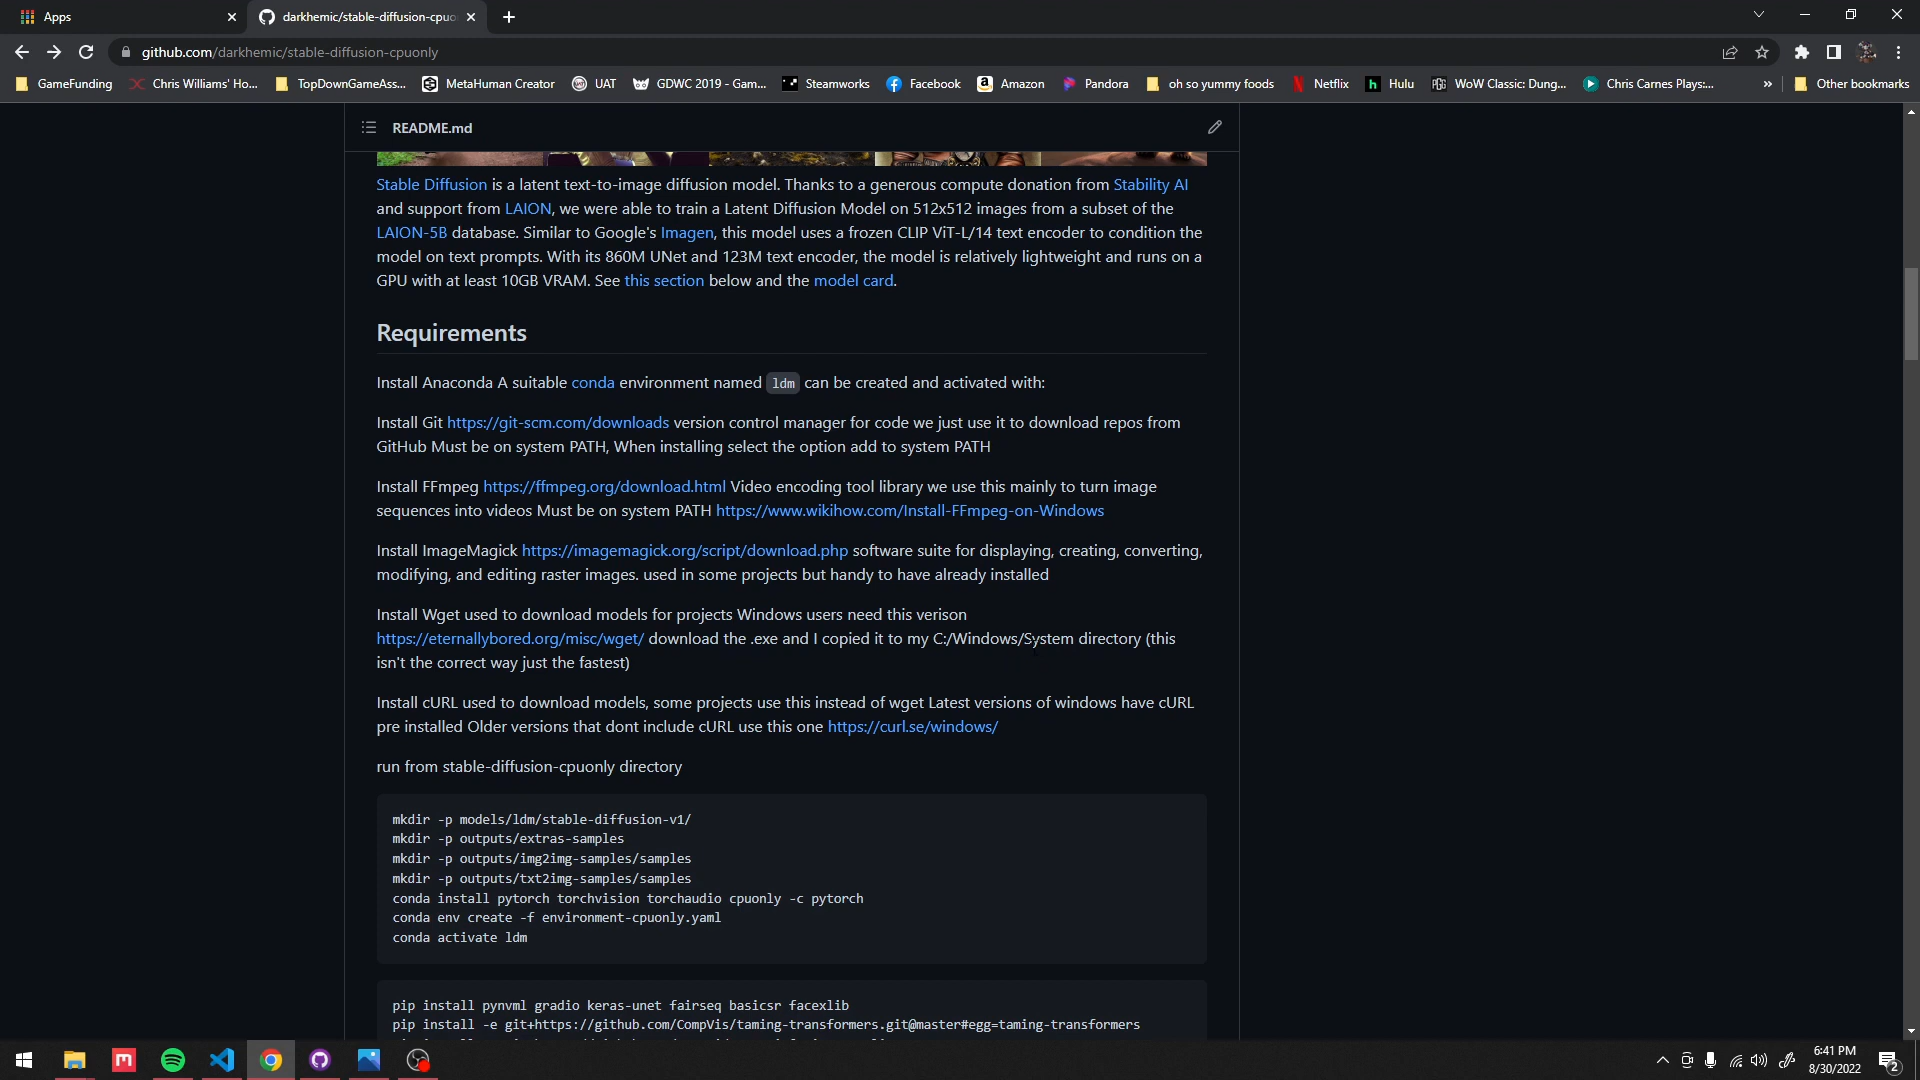 Apps
darkhemic/stable-diffusion-cpuo
github.com/darkhemic/stable-diffusion-cpuonly
GameFunding
Chris Williams' Ho...
TopDownGameAss...
MetaHuman Creator
UAT
GDWC 2019 - Gam...
Steamworks
Facebook
Amazon
Pandora
oh so yummy foods
Netflix
Hulu
WoW Classic: Dung...
Chris Carnes Plays:...
»
Other bookmarks
README.md
Stable Diffusion is a latent text-to-image diffusion model. Thanks to a generous compute donation from Stability AI
and support from LAION, we were able to train a Latent Diffusion Model on 512x512 images from a subset of the
LAION-5B database. Similar to Google's Imagen, this model uses a frozen CLIP ViT-L/14 text encoder to condition the
model on text prompts. With its 860M UNet and 123M text encoder, the model is relatively lightweight and runs on a
GPU with at least 10GB VRAM. See this section below and the model card.
Requirements
Install Anaconda A suitable conda environment named ldm can be created and activated with:
Install Git https://git-scm.com/downloads version control manager for code we just use it to download repos from
GitHub Must be on system PATH, When installing select the option add to system PATH
Install FFmpeg https://ffmpeg.org/download.html Video encoding tool library we use this mainly to turn image
sequences into videos Must be on system PATH https://www.wikihow.com/Install-FFmpeg-on-Windows
Install ImageMagick https://imagemagick.org/script/download.php software suite for displaying, creating, converting,
modifying, and editing raster images. used in some projects but handy to have already installed
Install Wget used to download models for projects Windows users need this verison
https://eternallybored.org/misc/wget/ download the .exe and I copied it to my C:/Windows/System directory (this
isn't the correct way just the fastest)
Install cURL used to download models, some projects use this instead of wget Latest versions of windows have cURL
pre installed Older versions that dont include cURL use this one https://curl.se/windows/
run from stable-diffusion-cpuonly directory
mkdir -p models/ldm/stable-diffusion-v1/
mkdir -p outputs/extras-samples
mkdir -p outputs/img2img-samples/samples
mkdir -p outputs/txt2img-samples/samples
conda install pytorch torchvision torchaudio cpuonly -c pytorch
conda env create -f environment-cpuonly.yaml
conda activate ldm
pip install pynvml gradio keras-unet fairseq basicsr facexlib
pip install -e git+https://github.com/CompVis/taming-transformers.git@master#egg=taming-transformers
6:41 PM
8/30/2022
2